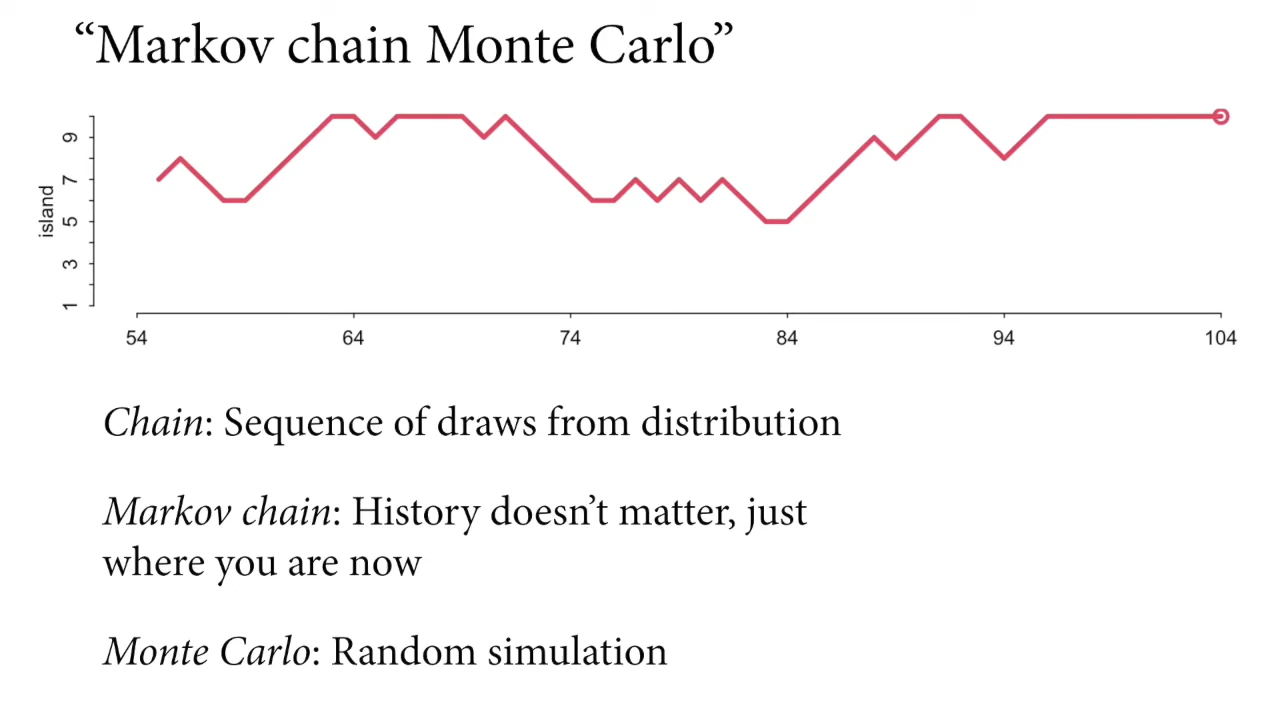 “Markov chain Monte Carlo”
island
9
7
5
3
1
54 64 74 84 94 104
Chain: Sequence of draws from distribution
Markov chain: History doesn’t matter, just
where you are now
Monte Carlo: Random simulation